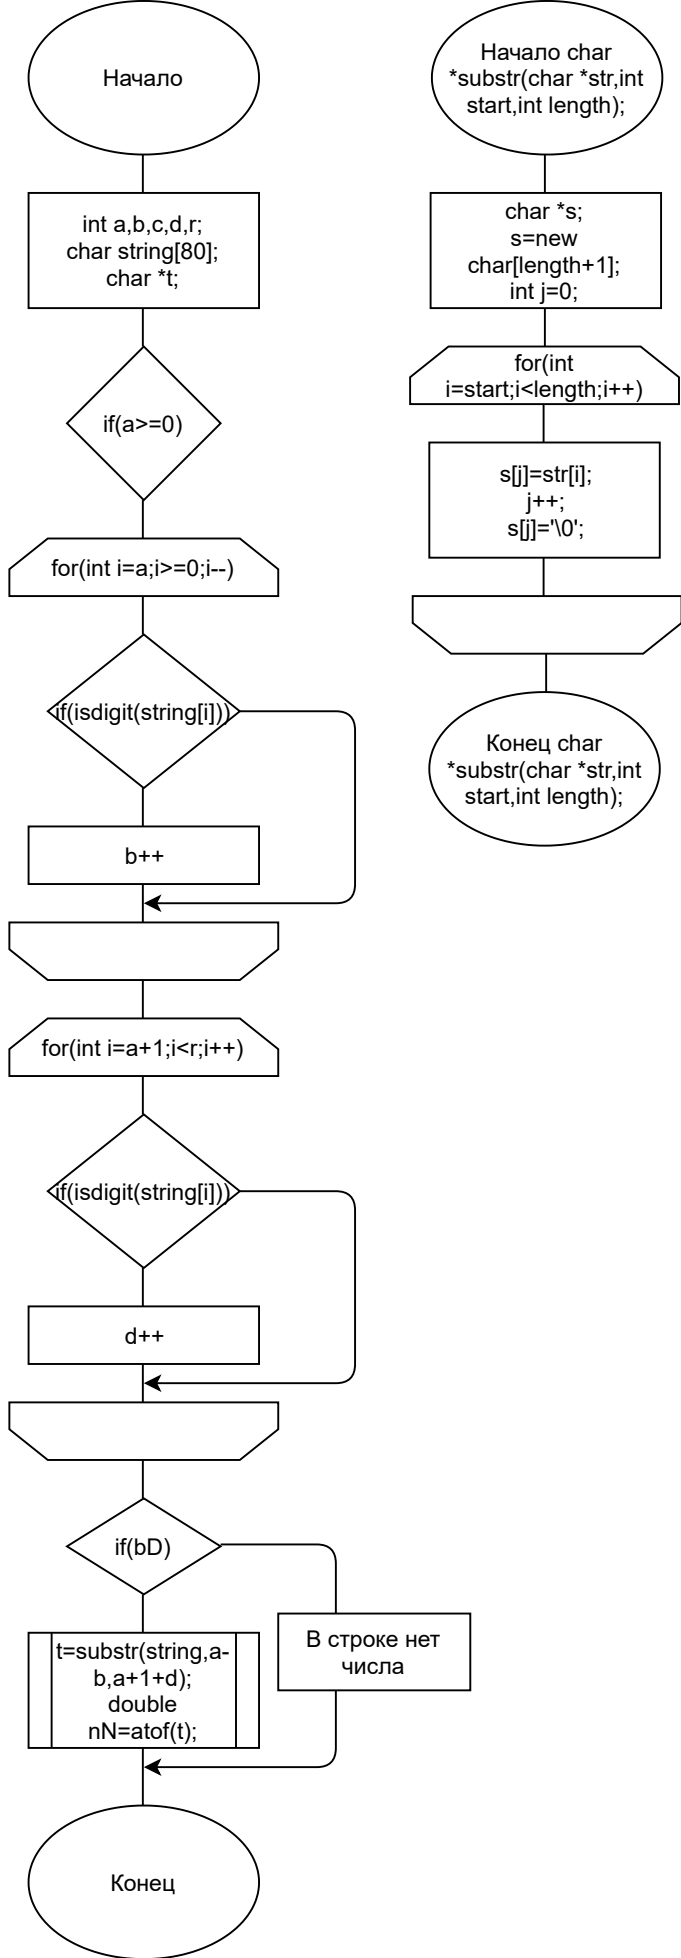 Начало
int a,b,c,d,r;
char string[80];
char *t;
if(a>=0)
for(int i=a;i>=0;i--)
if(isdigit(string[i]))
b++
for(int i=a+1;i<r;i++)
if(isdigit(string[i]))
d++
if(bD)
t=substr(string,a-
b,a+1+d);
double
nN=atof(t);
В строке нет
числа
Конец
Начало char
*substr(char *str,int
start,int length);
char *s;
s=new
char[length+1];
int j=0;
for(int
i=start;i<length;i++)
s[j]=str[i];
j++;
s[j]='\0';
Конец char
*substr(char *str,int
start,int length);